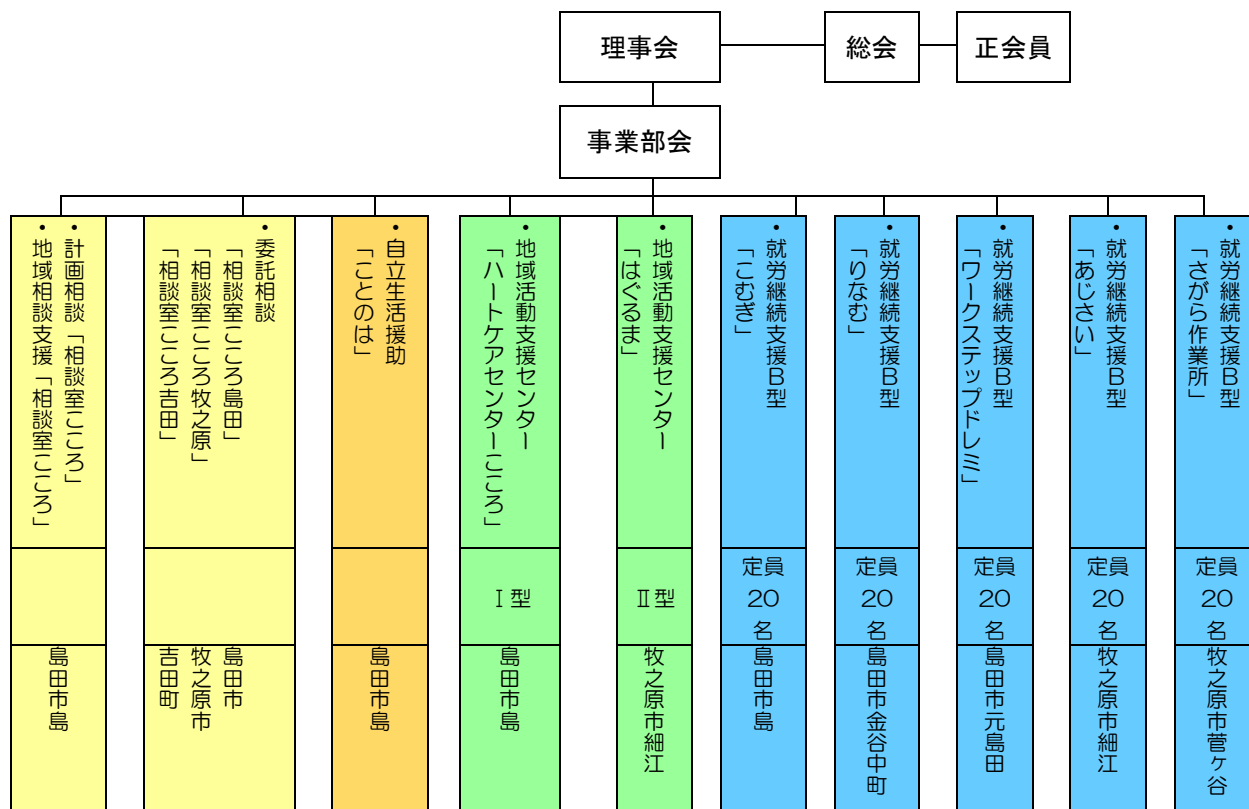 理事会
総会
正会員
事業部会
・計画相談「相談室こころ」
・地域相談支援「相談室こころ」
島田市島
・委託相談
「相談室こころ島田」
「相談室こころ牧之原」
「相談室こころ吉田」
島田市
牧之原市
吉田町
・自立生活援助
「ことのは」
島田市島
・地域活動支援センター
「ハートケアセンターこころ」
Ⅰ型
島田市島
・地域活動支援センター
「はぐるま」
Ⅱ型
牧之原市細江
・就労継続支援B型
「こむぎ」
定員
20
名
島田市島
・就労継続支援B型
「りなむ」
定員
20
名
島田市金谷中町
・就労継続支援B型
「ワークステップドレミ」
定員
20
名
島田市元島田
・就労継続支援B型
「あじさい」
定員
20
名
牧之原市細江
・就労継続支援B型
「さがら作業所」
定員
20
名
牧之原市菅ヶ谷